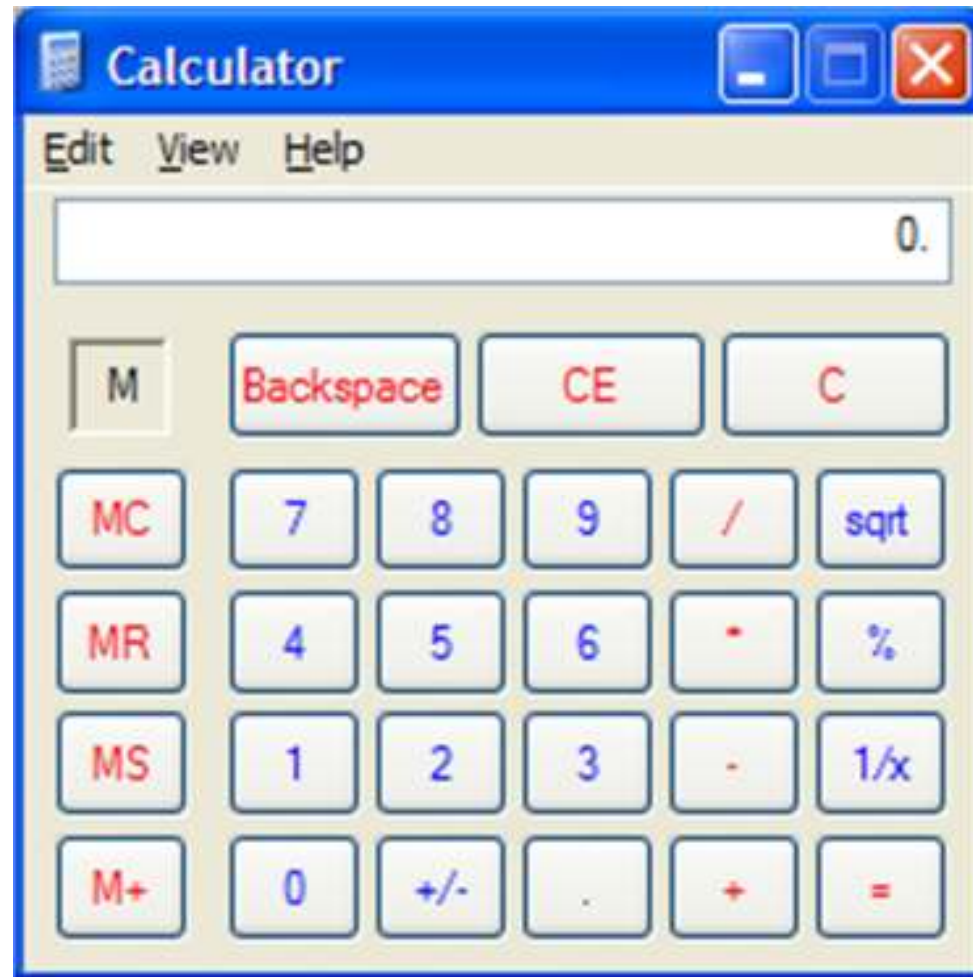 Calculator
Edit View Help
0.
M Backspace CE C
MC 7 8 9 / sqrt
MR 4 5 6 * %
MS 1 2 3 - 1/x
M+ 0 +/- . + =